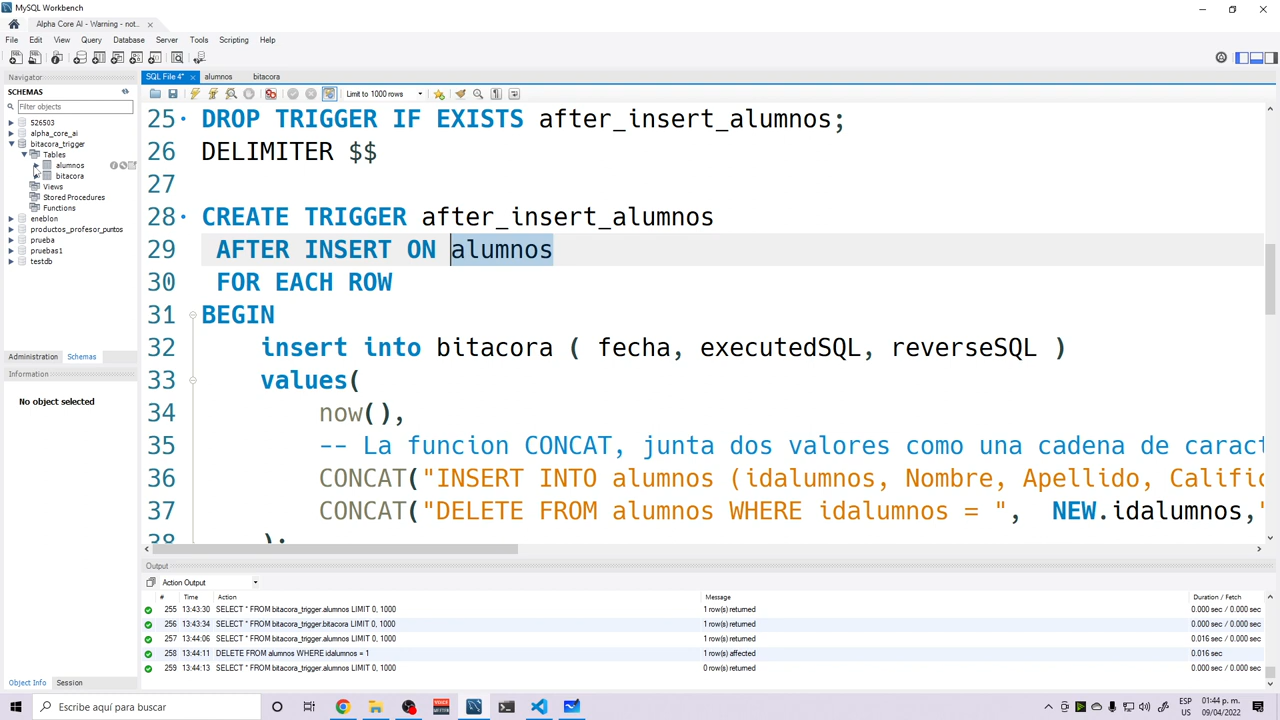 MySQL Workbench
Alpha Core AI - Warning - not...
File Edit View Query Database Server Tools Scripting Help
Navigator
SCHEMAS
Filter objects
526503
alpha_core_ai
bitacora_trigger
Tables
alumnos
bitacora
Views
Stored Procedures
Functions
eneblon
productos_profesor_puntos
prueba
pruebas1
testdb
Administration Schemas
Information
No object selected
Object Info Session
SQL File 4* alumnos bitacora
Limit to 1000 rows
25 DROP TRIGGER IF EXISTS after_insert_alumnos;
26 DELIMITER $$
27
28 CREATE TRIGGER after_insert_alumnos
29 AFTER INSERT ON alumnos
30 FOR EACH ROW
31 BEGIN
32 insert into bitacora ( fecha, executedSQL, reverseSQL )
33 values(
34 now(),
35 -- La funcion CONCAT, junta dos valores como una cadena de caract
36 CONCAT("INSERT INTO alumnos (idalumnos, Nombre, Apellido, Califi
37 CONCAT("DELETE FROM alumnos WHERE idalumnos = ", NEW.idalumnos,"
38 );
Output
Action Output
# Time Action Message Duration / Fetch
255 13:43:30 SELECT * FROM bitacora_trigger.alumnos LIMIT 0, 1000 1 row(s) returned 0.000 sec / 0.000 sec
256 13:43:34 SELECT * FROM bitacora_trigger.bitacora LIMIT 0, 1000 1 row(s) returned 0.000 sec / 0.000 sec
257 13:44:06 SELECT * FROM bitacora_trigger.alumnos LIMIT 0, 1000 1 row(s) returned 0.016 sec / 0.000 sec
258 13:44:11 DELETE FROM alumnos WHERE idalumnos = 1 1 row(s) affected 0.016 sec
259 13:44:13 SELECT * FROM bitacora_trigger.alumnos LIMIT 0, 1000 0 row(s) returned 0.000 sec / 0.000 sec
Escribe aquí para buscar
ESP
US
01:44 p. m.
09/04/2022